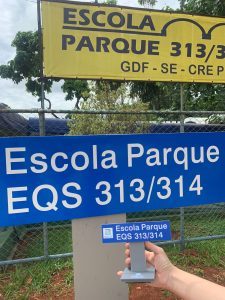 ESCOLA
PARQUE 313/3
GDF - SE - CRE P
Escola Parque
EQS 313/314
Escola Parque
EQS 313/314